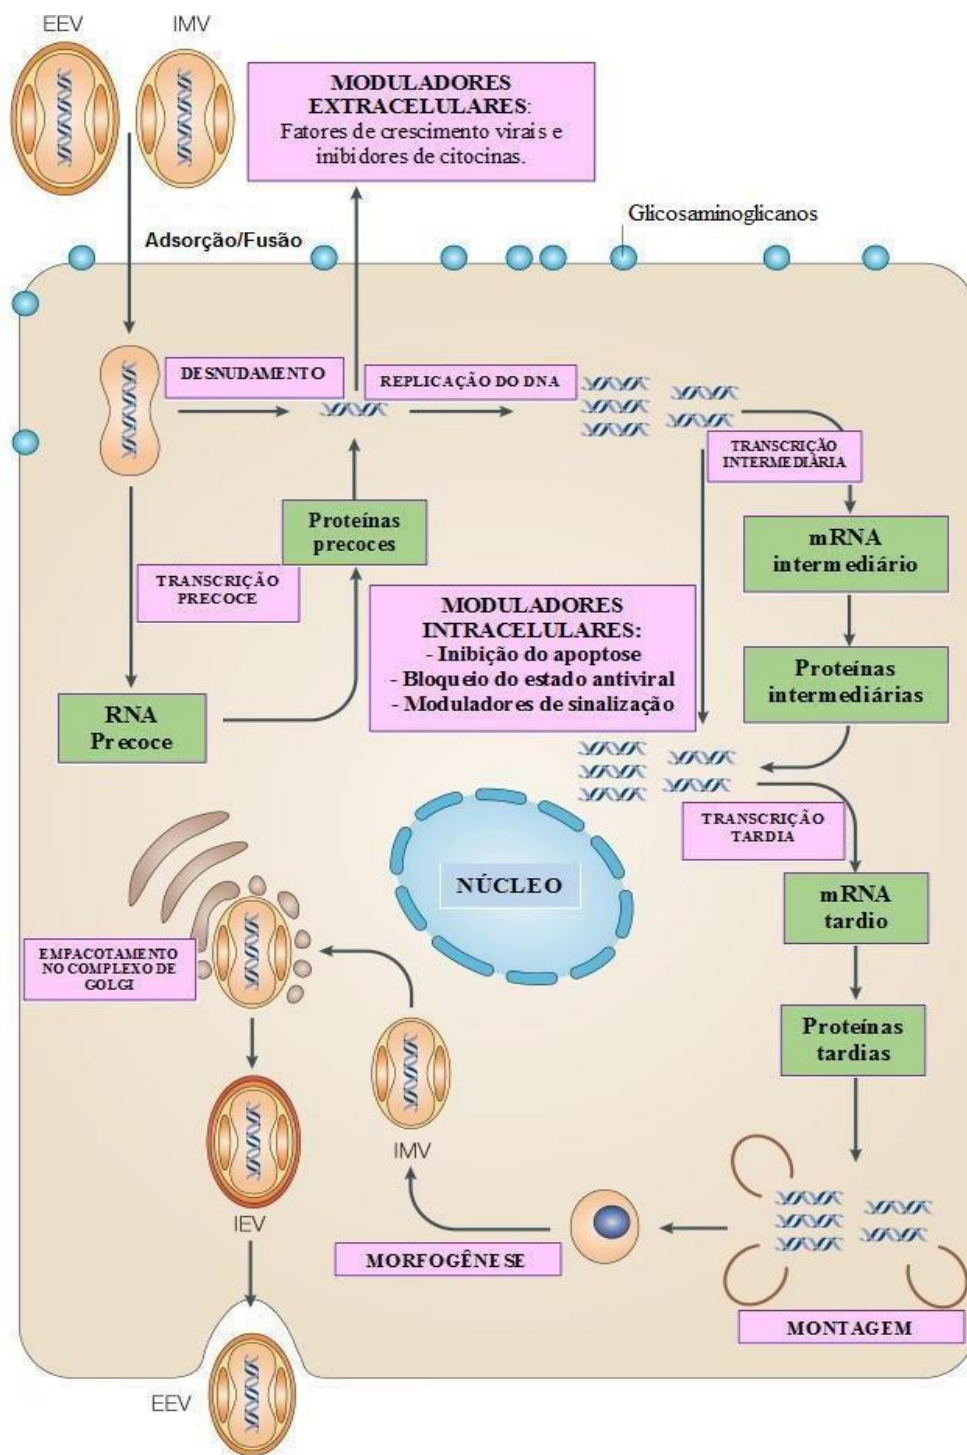 EEV
IMV
MODULADORES
EXTRACELULARES:
Fatores de crescimento virais e
inibidores de citocinas.
Glicosaminoglicanos
Adsorção/Fusão
DESNUDAMENTO
REPLICAÇÃO DO DNA
TRANSCRIÇÃO
INTERMEDIÁRIA
Proteínas
precoces
mRNA
intermediário
TRANSCRIÇÃO
PRECOCE
MODULADORES
INTRACELULARES:
- Inibição do apoptose
- Bloqueio do estado antiviral
- Moduladores de sinalização
Proteínas
intermediárias
RNA
Precoce
TRANSCRIÇÃO
TARDIA
NÚCLEO
mRNA
tardio
EMPACOTAMENTO
NO COMPLEXO DE
GOLGI
Proteínas
tardias
IMV
IEV
MORFOGÊNESE
MONTAGEM
EEV